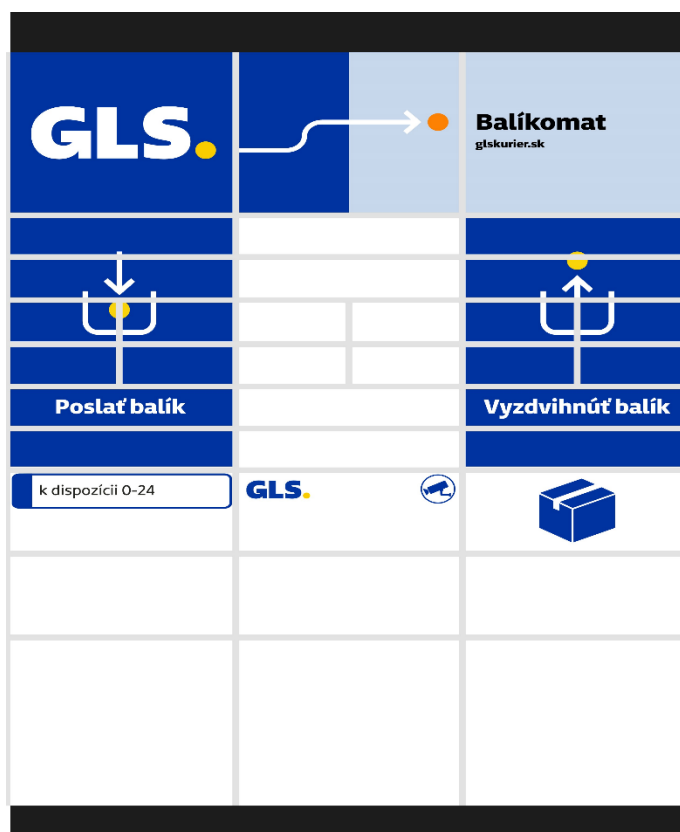 GLS.
Balíkomat
glskurier.sk
Poslať balík
Vyzdvihnúť balík
k dispozícii 0-24
GLS.